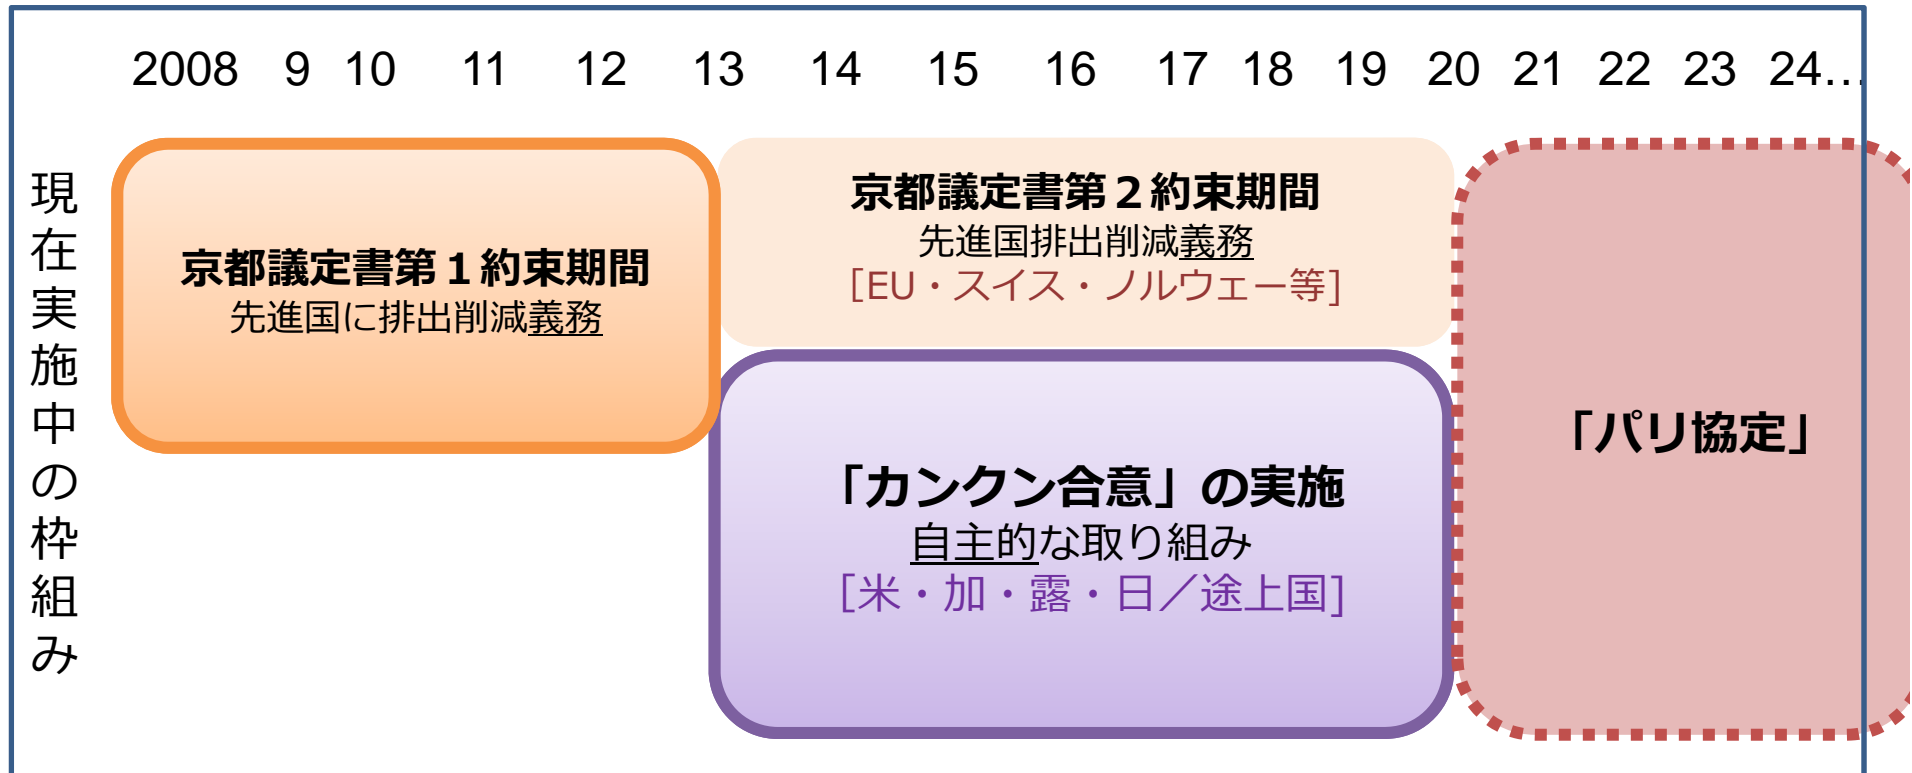 2008 9 10 11 12 13 14 15 16 17 18 19 20 21 22 23 24…
現在実施中の枠組み
京都議定書第１約束期間
先進国に排出削減義務
京都議定書第２約束期間
先進国排出削減義務
[EU・スイス・ノルウェー等]
「カンクン合意」の実施
自主的な取り組み
[米・加・露・日／途上国]
「パリ協定」